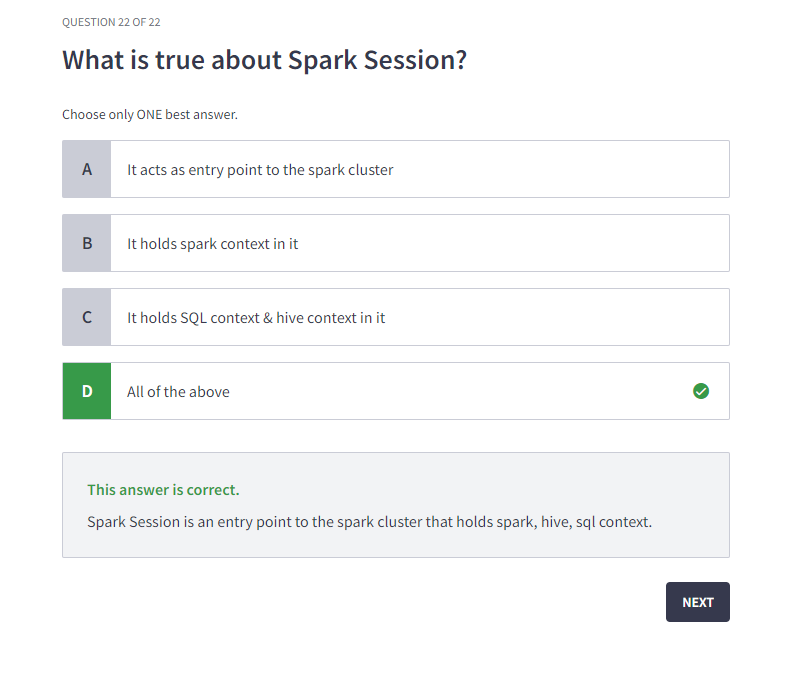 QUESTION 22 OF 22
What is true about Spark Session?
Choose only ONE best answer.
A It acts as entry point to the spark cluster
B It holds spark context in it
C It holds SQL context & hive context in it
D All of the above
This answer is correct.
Spark Session is an entry point to the spark cluster that holds spark, hive, sql context.
NEXT